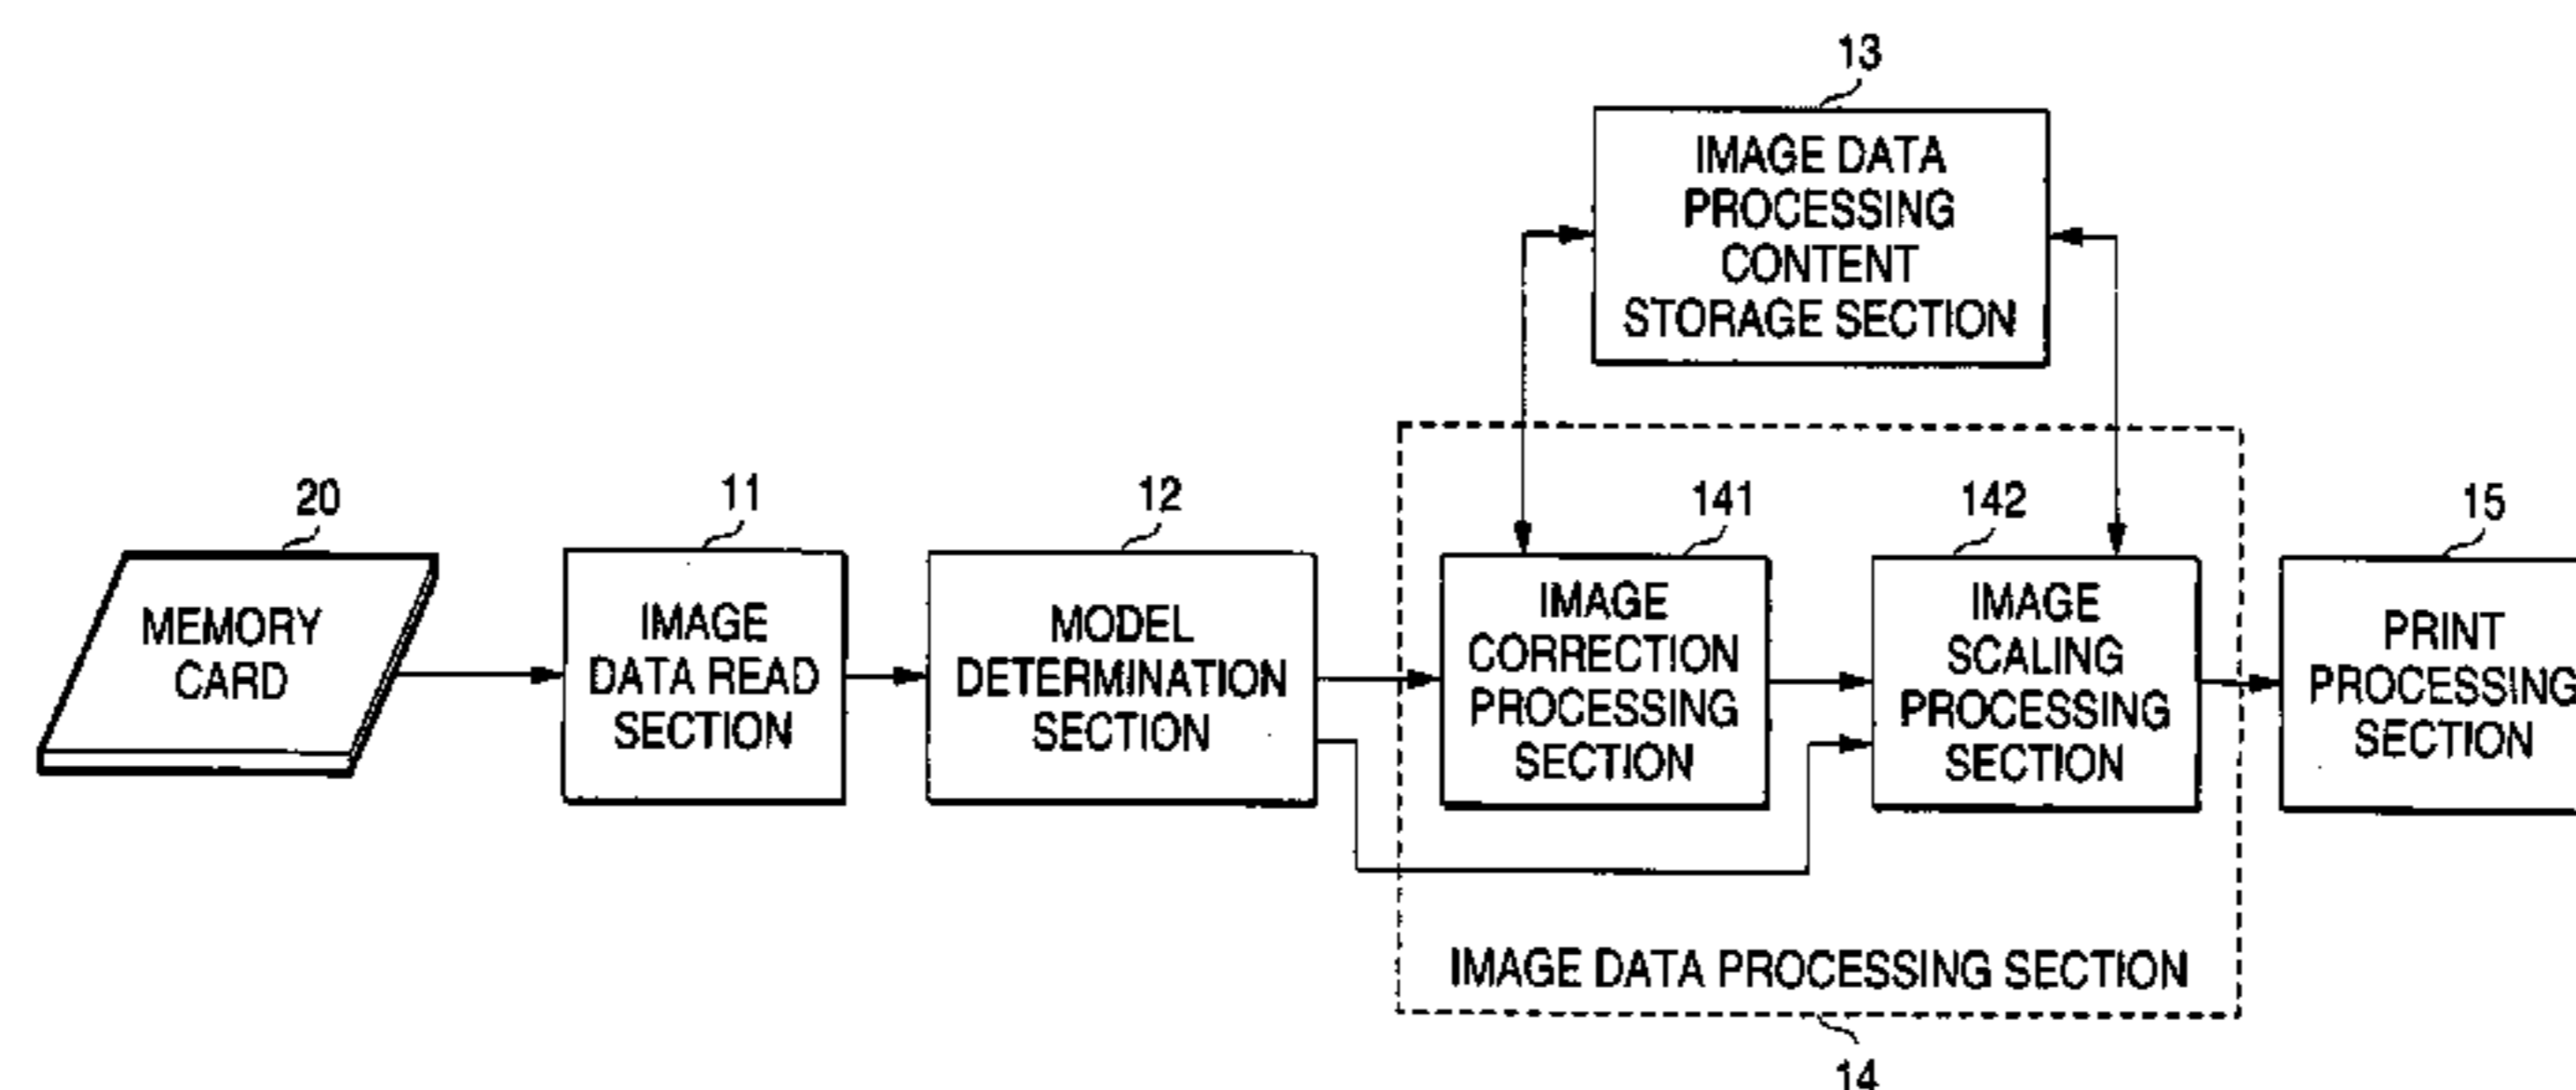 13
IMAGE DATA
PROCESSING
CONTENT
STORAGE SECTION
20
MEMORY
CARD
11
IMAGE
DATA READ
SECTION
12
MODEL
DETERMINATION
SECTION
141
IMAGE
CORRECTION
PROCESSING
SECTION
142
IMAGE
SCALING
PROCESSING
SECTION
15
PRINT
PROCESSING
SECTION
IMAGE DATA PROCESSING SECTION
14